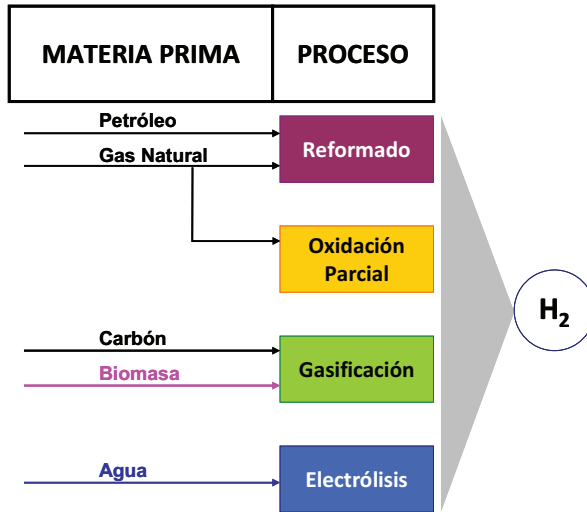 MATERIA PRIMA
PROCESO
Petróleo
Gas Natural
Reformado
Oxidación
Parcial
H₂
Carbón
Biomasa
Gasificación
Agua
Electrólisis